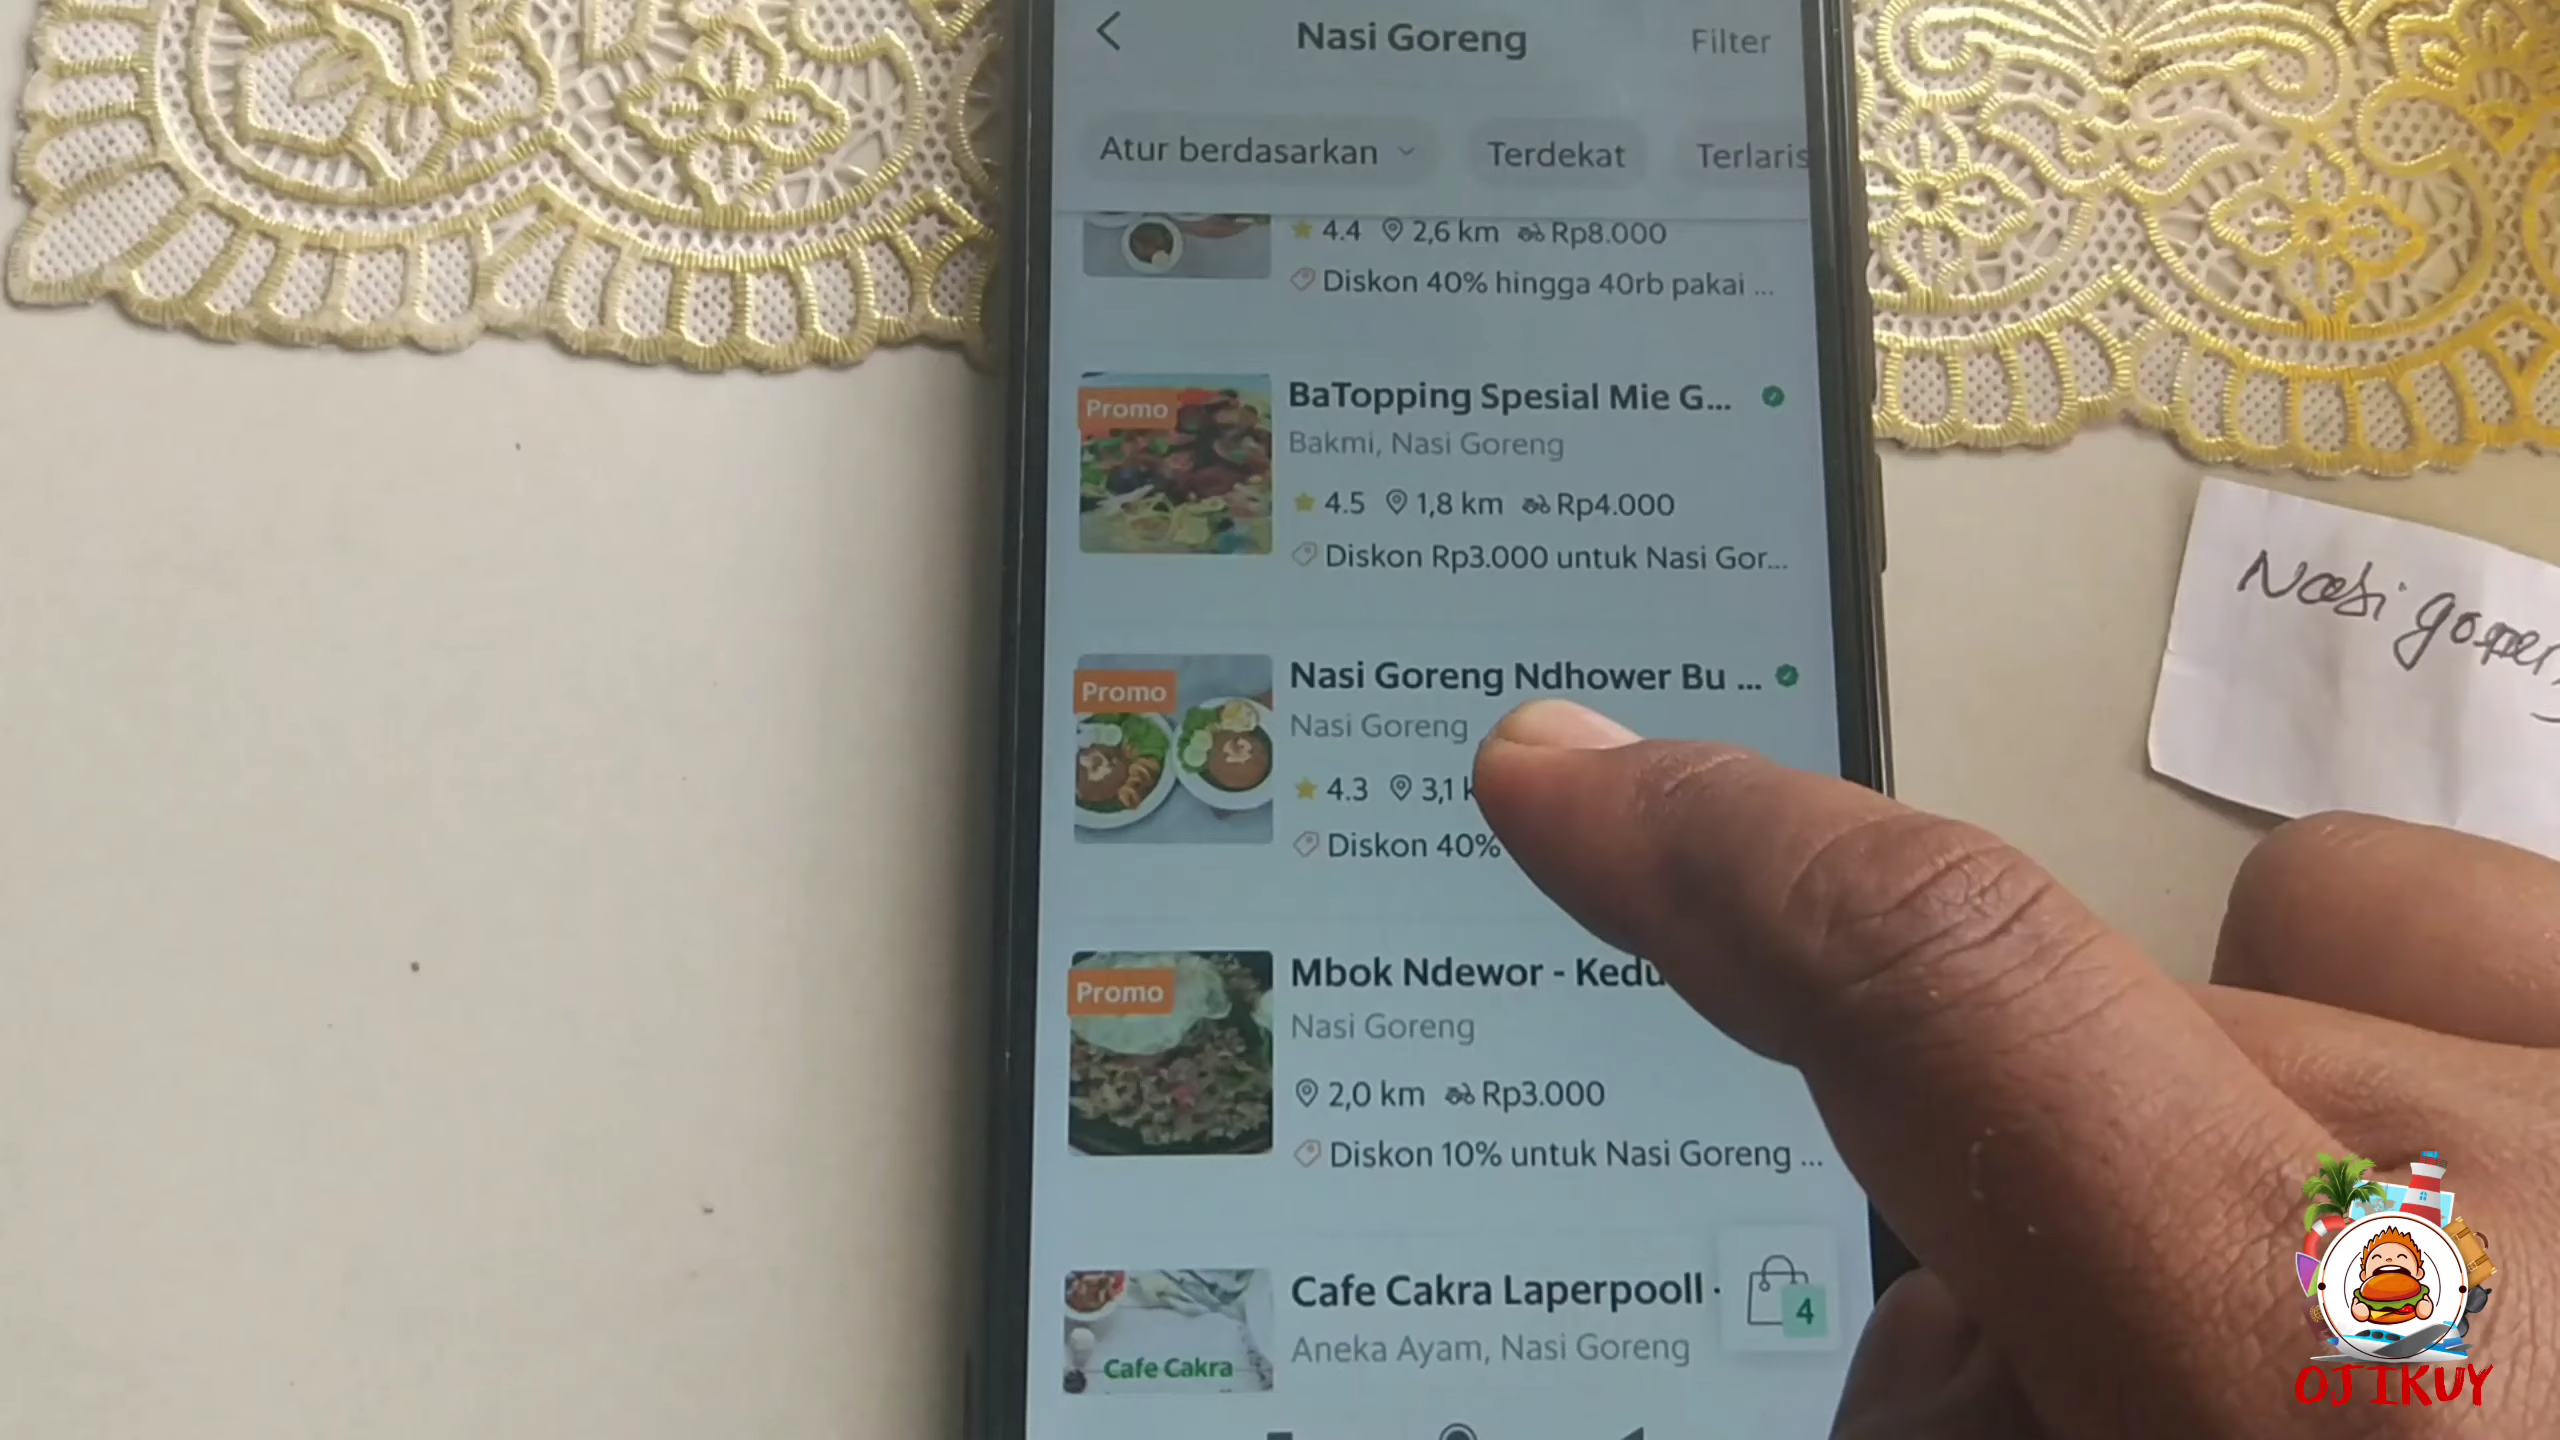 Nasi Goreng
Filter
Atur berdasarkan
Terdekat
Terlaris
4.4 2,6 km Rp8.000
Diskon 40% hingga 40rb pakai ...
Promo
BaTopping Spesial Mie G...
Bakmi, Nasi Goreng
4.5 1,8 km Rp4.000
Diskon Rp3.000 untuk Nasi Gor...
Promo
Nasi Goreng Ndhower Bu ...
Nasi Goreng
4.3 3,1
Diskon 40%
Promo
Mbok Ndewor - Kedu
Nasi Goreng
2,0 km Rp3.000
Diskon 10% untuk Nasi Goreng ...
Cafe Cakra Laperpooll
Aneka Ayam, Nasi Goreng
Cafe Cakra
4
Nasi
OJIKUY